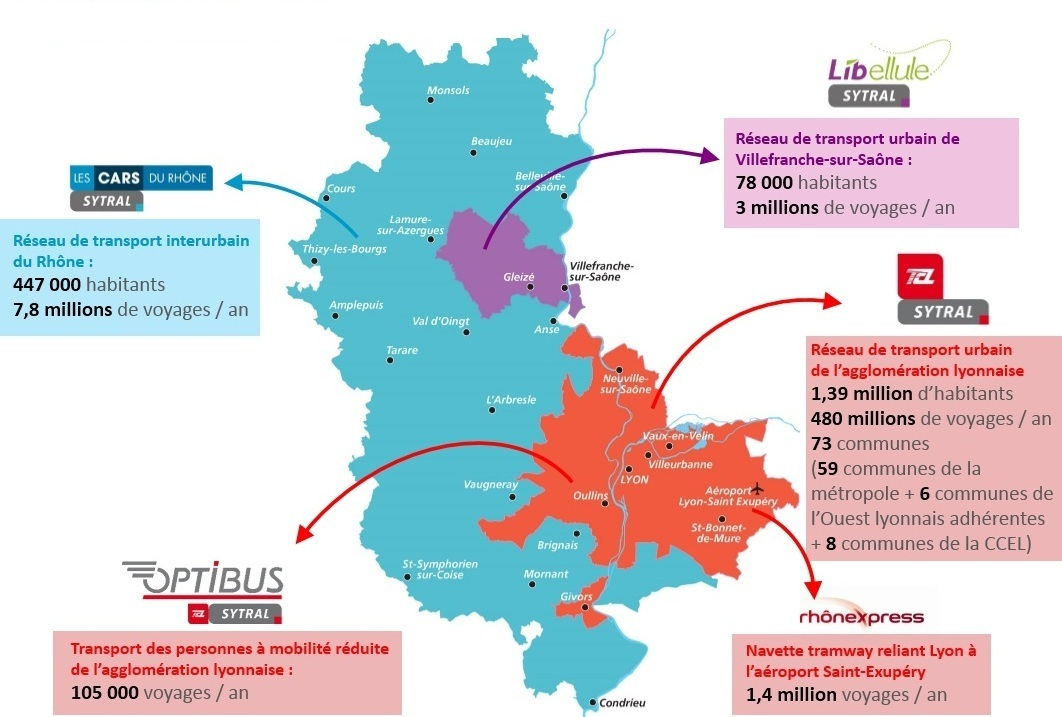 Libellule
SYTRAL
Réseau de transport urbain de
Villefranche-sur-Saône :
78 000 habitants
3 millions de voyages / an
LES CARS DU RHÔNE
SYTRAL
Réseau de transport interurbain
du Rhône :
447 000 habitants
7,8 millions de voyages / an
Monsols
Beaujeu
Belleville-
sur-Saône
Cours
Lamure-
sur-Azergues
Thizy-les-Bourgs
Gleizé
Villefranche-
sur-Saône
Amplepuis
Val d'Oingt
Anse
Tarare
Neuville-
sur-Saône
L'Arbresle
Vaux-en-Velin
Villeurbanne
LYON
Vaugneray
Oullins
Aéroport
Lyon-Saint Exupéry
St-Bonnet-
de-Mure
Brignais
St-Symphorien
sur-Coise
Mornant
Givors
Condrieu
TCL
SYTRAL
Réseau de transport urbain
de l'agglomération lyonnaise
1,39 million d'habitants
480 millions de voyages / an
73 communes
(59 communes de la
métropole + 6 communes de
l'Ouest lyonnais adhérentes
+ 8 communes de la CCEL)
OPTIBUS
TCL SYTRAL
Transport des personnes à mobilité réduite
de l'agglomération lyonnaise :
105 000 voyages / an
rhônexpress
Navette tramway reliant Lyon à
l'aéroport Saint-Exupéry
1,4 million voyages / an